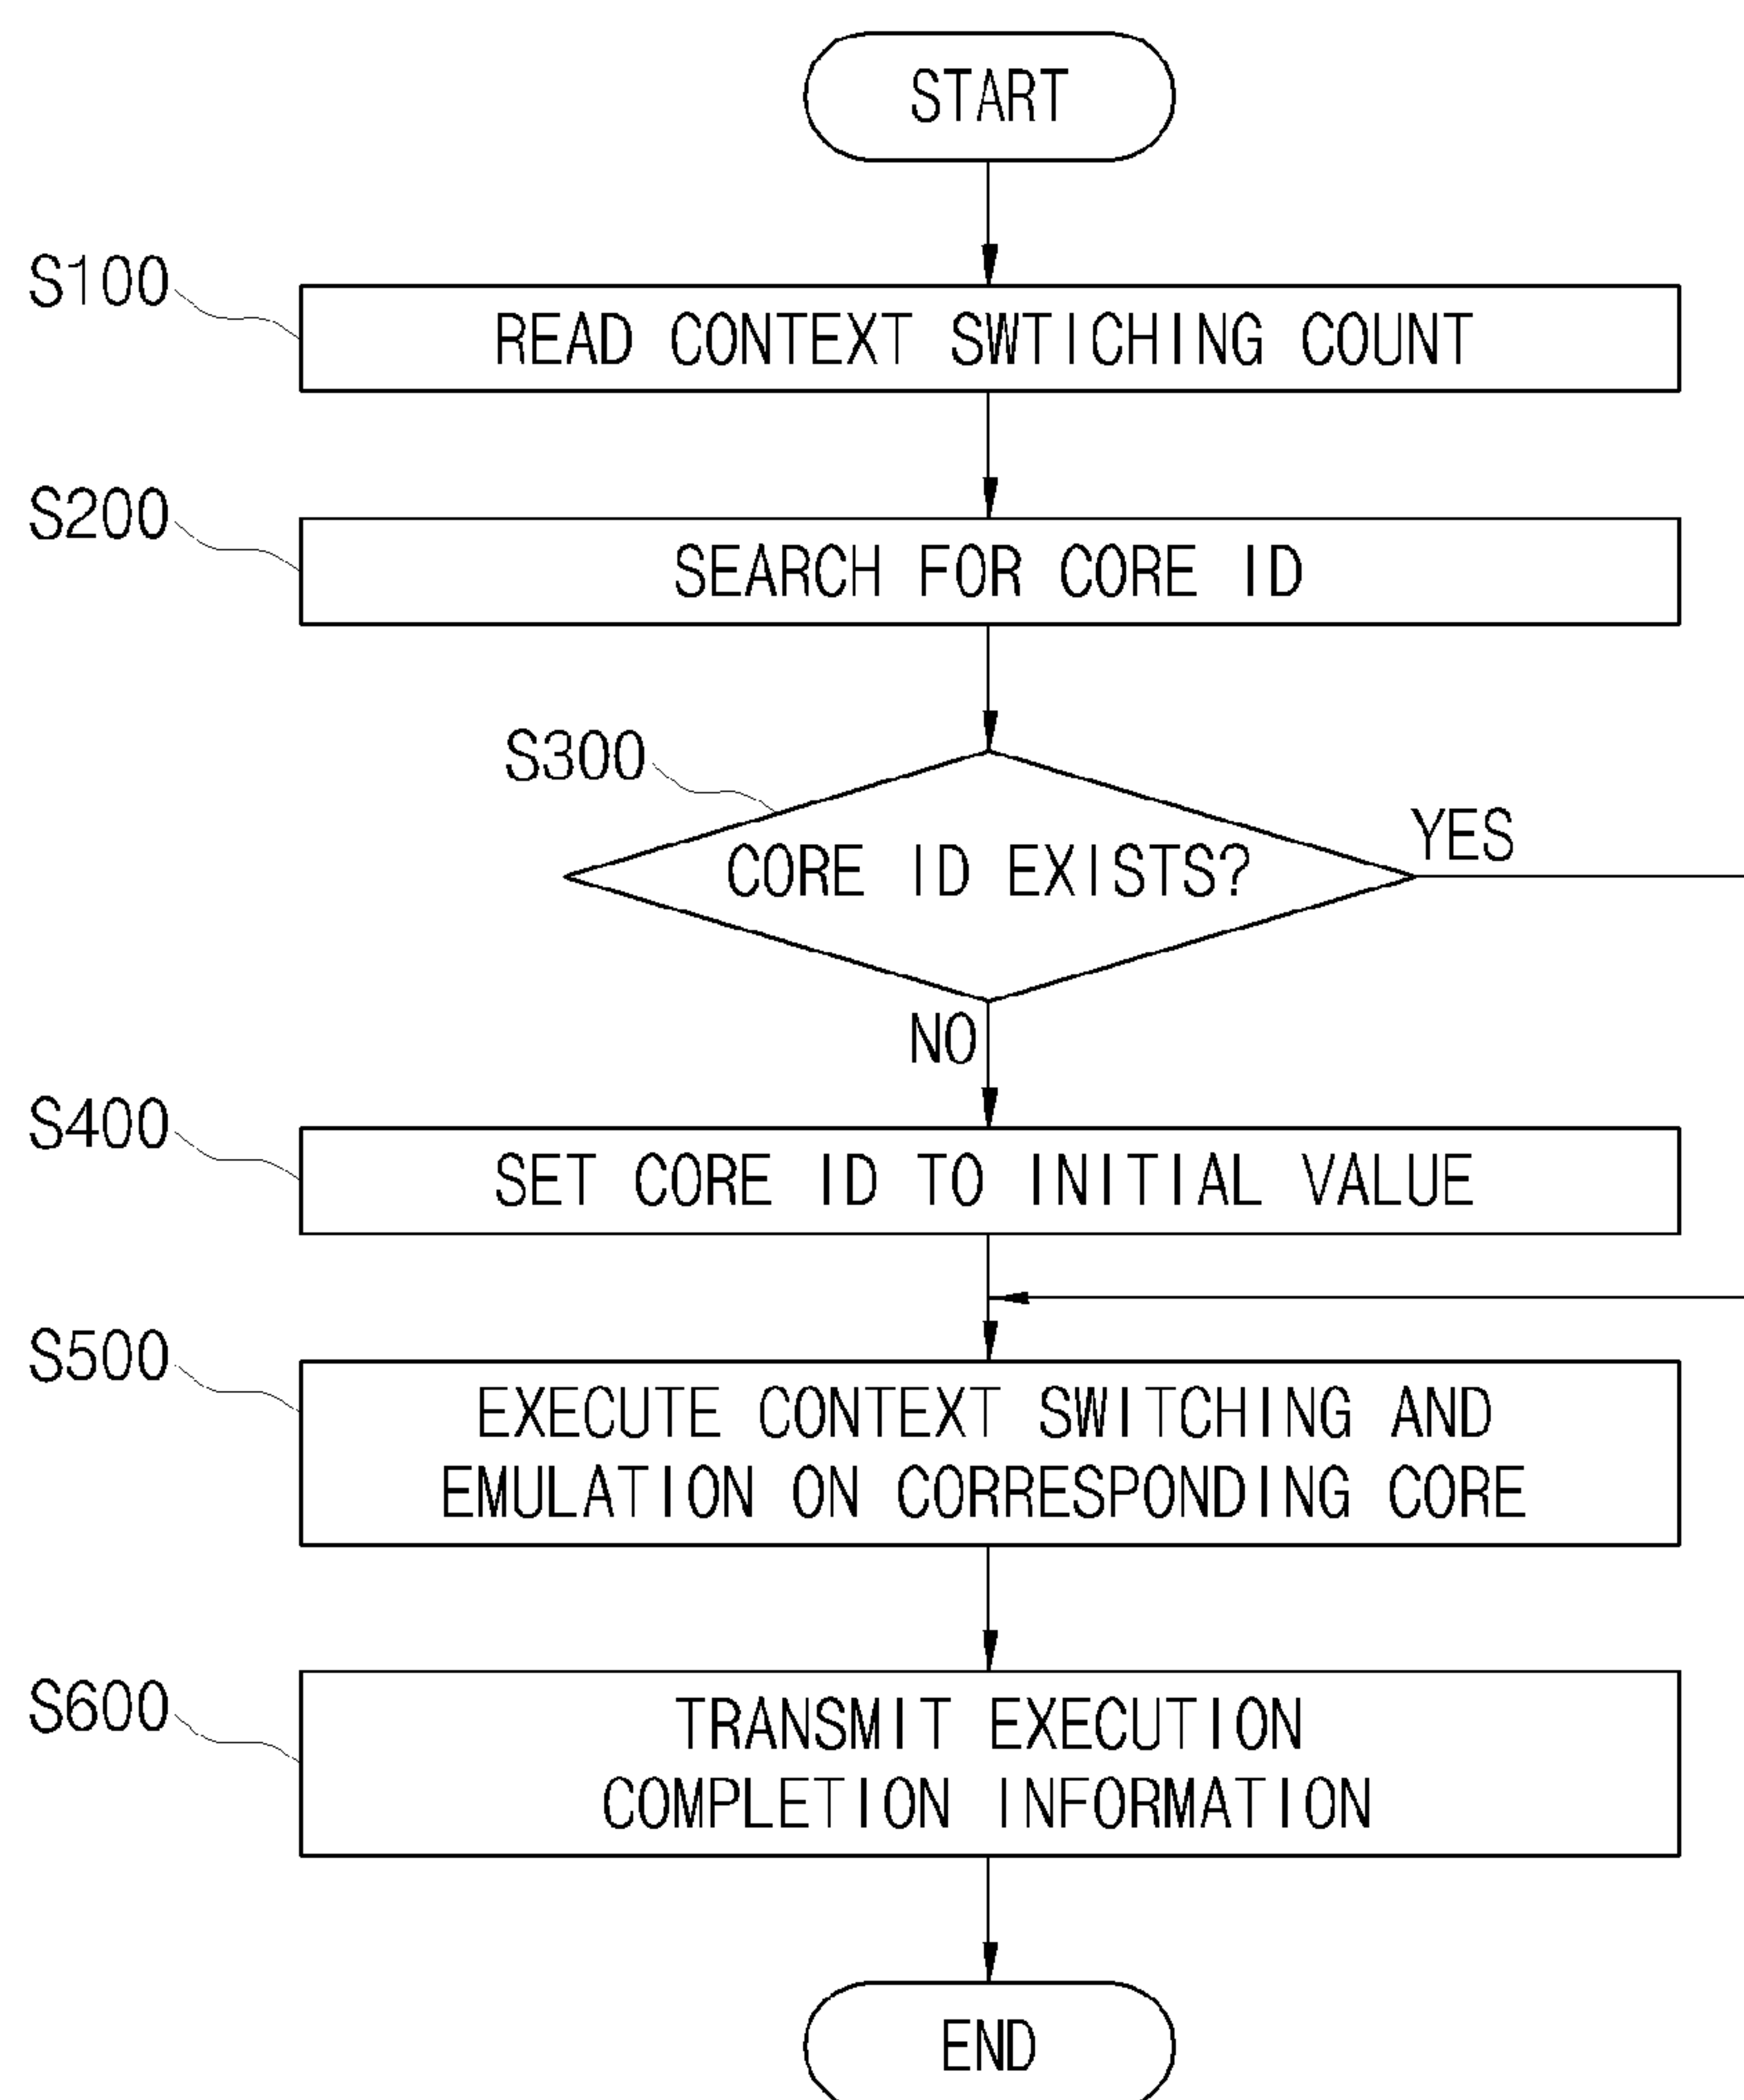 START
S100
READ CONTEXT SWTICHING COUNT
S200
SEARCH FOR CORE ID
S300
CORE ID EXISTS?
YES
NO
S400
SET CORE ID TO INITIAL VALUE
S500
EXECUTE CONTEXT SWITCHING AND
EMULATION ON CORRESPONDING CORE
S600
TRANSMIT EXECUTION
COMPLETION INFORMATION
END